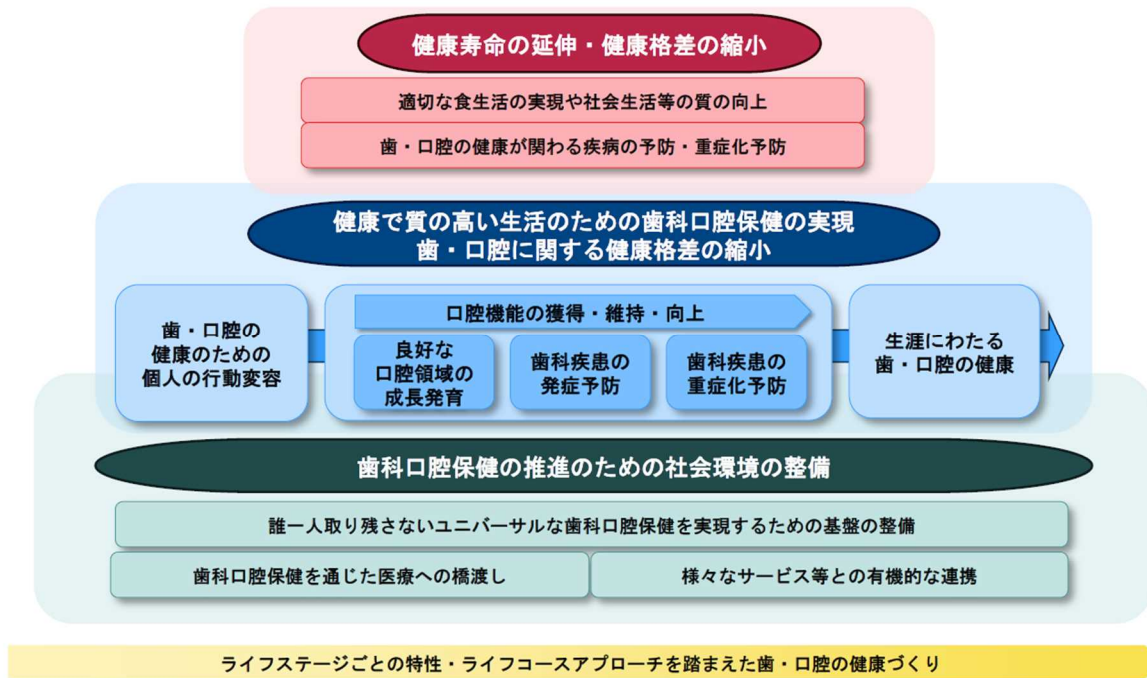 健康寿命の延伸・健康格差の縮小
適切な食生活の実現や社会生活等の質の向上
歯・口腔の健康が関わる疾病の予防・重症化予防
健康で質の高い生活のための歯科口腔保健の実現
歯・口腔に関する健康格差の縮小
歯・口腔の
健康のための
個人の行動変容
口腔機能の獲得・維持・向上
良好な
口腔領域の
成長発育
歯科疾患の
発症予防
歯科疾患の
重症化予防
生涯にわたる
歯・口腔の健康
歯科口腔保健の推進のための社会環境の整備
誰一人取り残さないユニバーサルな歯科口腔保健を実現するための基盤の整備
歯科口腔保健を通じた医療への橋渡し
様々なサービス等との有機的な連携
ライフステージごとの特性・ライフコースアプローチを踏まえた歯・口腔の健康づくり